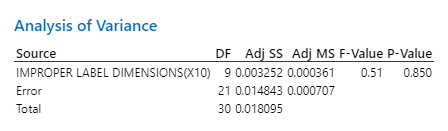 Analysis of Variance
Source DF Adj SS Adj MS F-Value P-Value
IMPROPER LABEL DIMENSIONS(X10) 9 0.003252 0.000361 0.51 0.850
Error 21 0.014843 0.000707
Total 30 0.018095